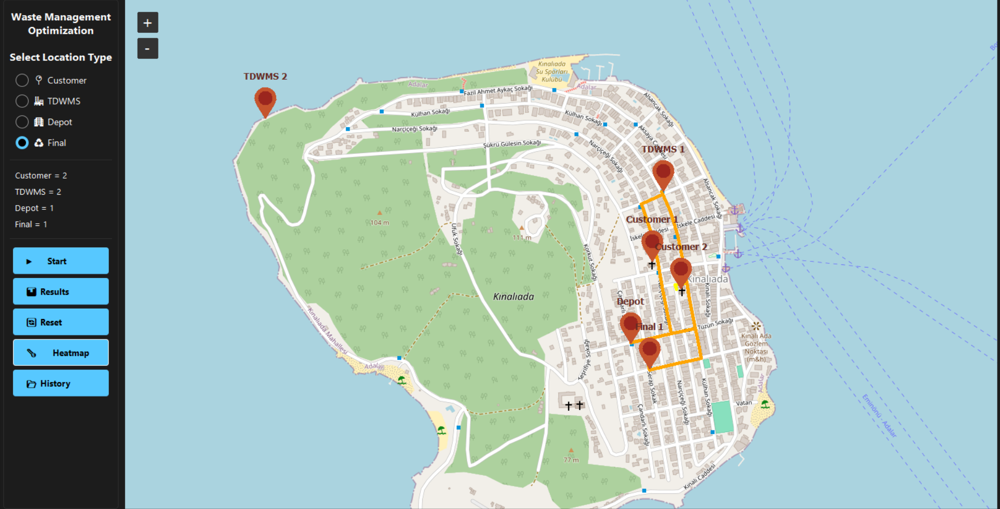 Waste Management
Optimization
Select Location Type
Customer
TDWMS
Depot
Final
Customer = 2
TDWMS = 2
Depot = 1
Final = 1
Start
Results
Reset
Heatmap
History
+
-
TDWMS 2
Kınalıada
Su Sporları
Kulübü
Adalar
Adalar
Fazıl Ahmet Aykaç Sokağı
Alsancak Sokağı
Külhan Sokağı
Külhan Sokağı
Narçiçeği Sokağı
Aksaya
Şükrü Gülesin Sokağı
Narçiçeği Sokağı
TDWMS 1
Alsancak Sokağı
104 m
111 m
Ufuk Sokağı
Korkut Sokağı
Customer 1
İskele Caddesi
Customer 2
Kınalıada
Kınalıada
Kınalı Sokağı
Depot
Final 1
Tüzün Sokağı
Kınalı Ada
Gözlem
Noktası
(m&h)
Kınalıada Mahallesi
Adalar
Teşrifiye Sokağı
Serap Sokak
Narçiçeği Sokağı
Külhan Sokağı
Adalar
Vatan
Çandarlı Sokağı
Eminönü - Adalar
77 m
Kınalı Caddesi